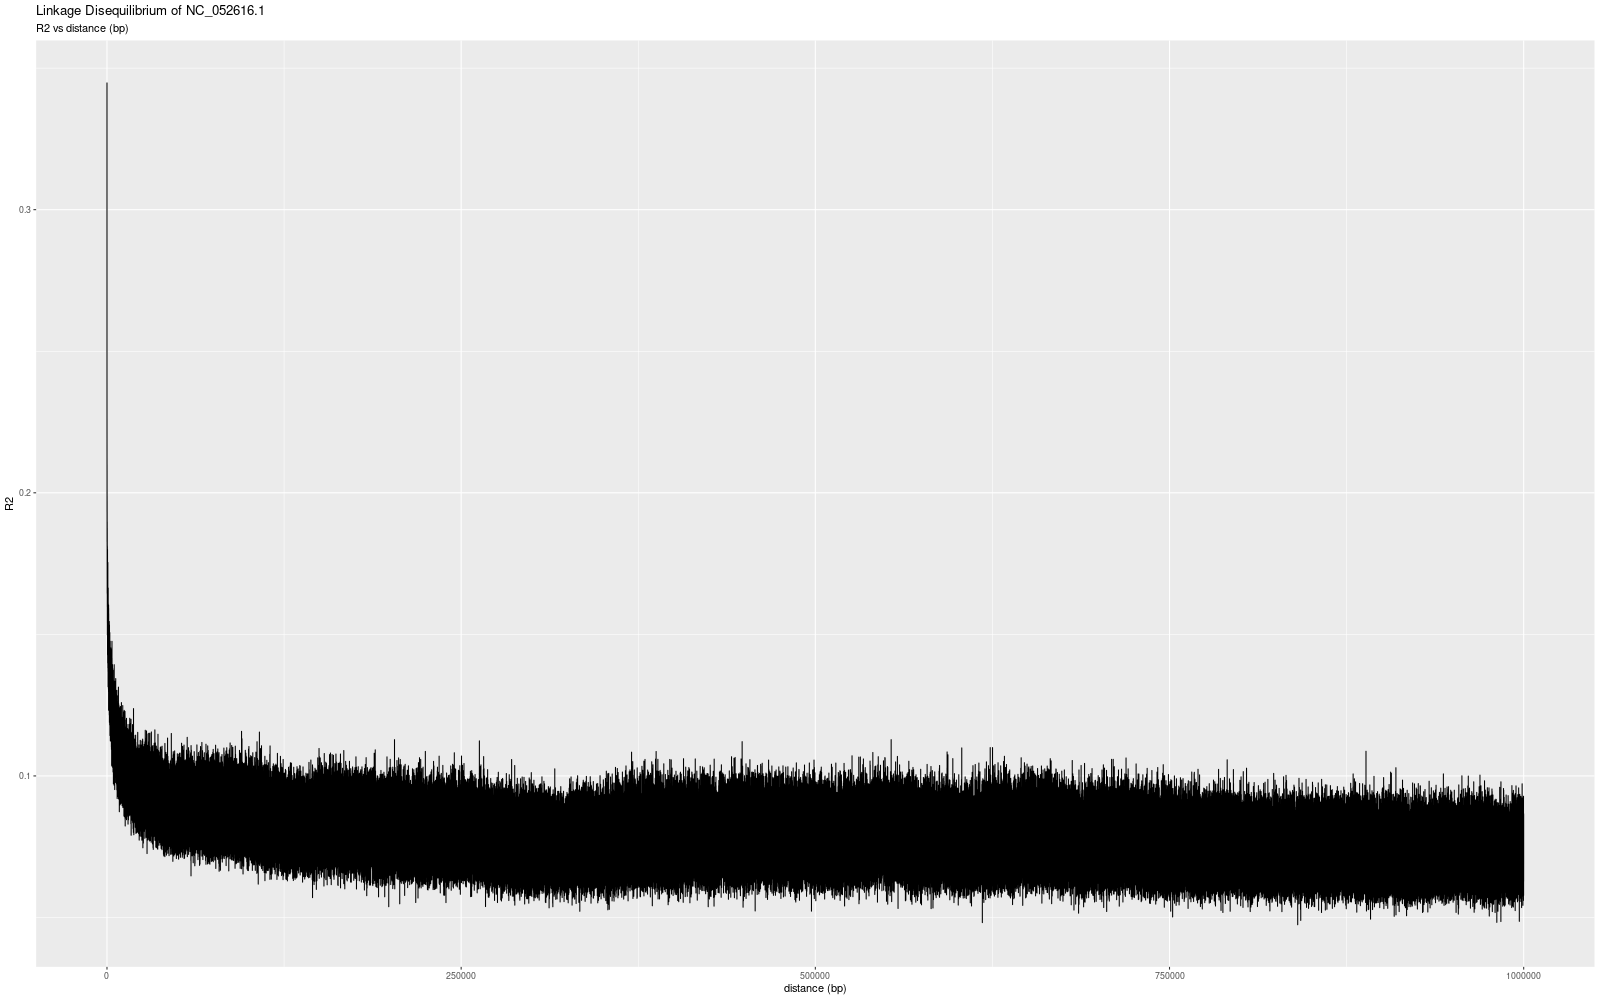 Linkage Disequilibrium of NC_052616.1
R2 vs distance (bp)
0.3
0.2
0.1
R2
0
250000
500000
750000
1000000
distance (bp)